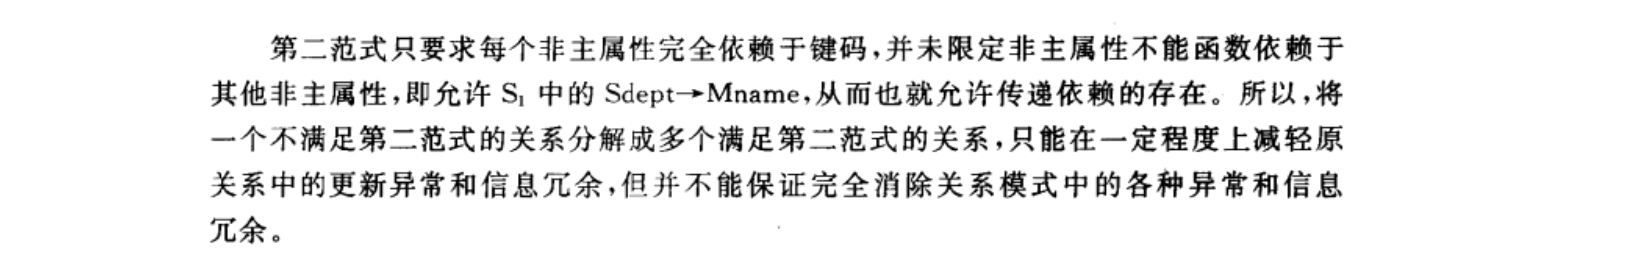 第二范式只要求每个非主属性完全依赖于键码,并未限定非主属性不能函数依赖于
其他非主属性,即允许 S₁ 中的 Sdept→Mname,从而也就允许传递依赖的存在。所以,将
一个不满足第二范式的关系分解成多个满足第二范式的关系,只能在一定程度上减轻原
关系中的更新异常和信息冗余,但并不能保证完全消除关系模式中的各种异常和信息
冗余。